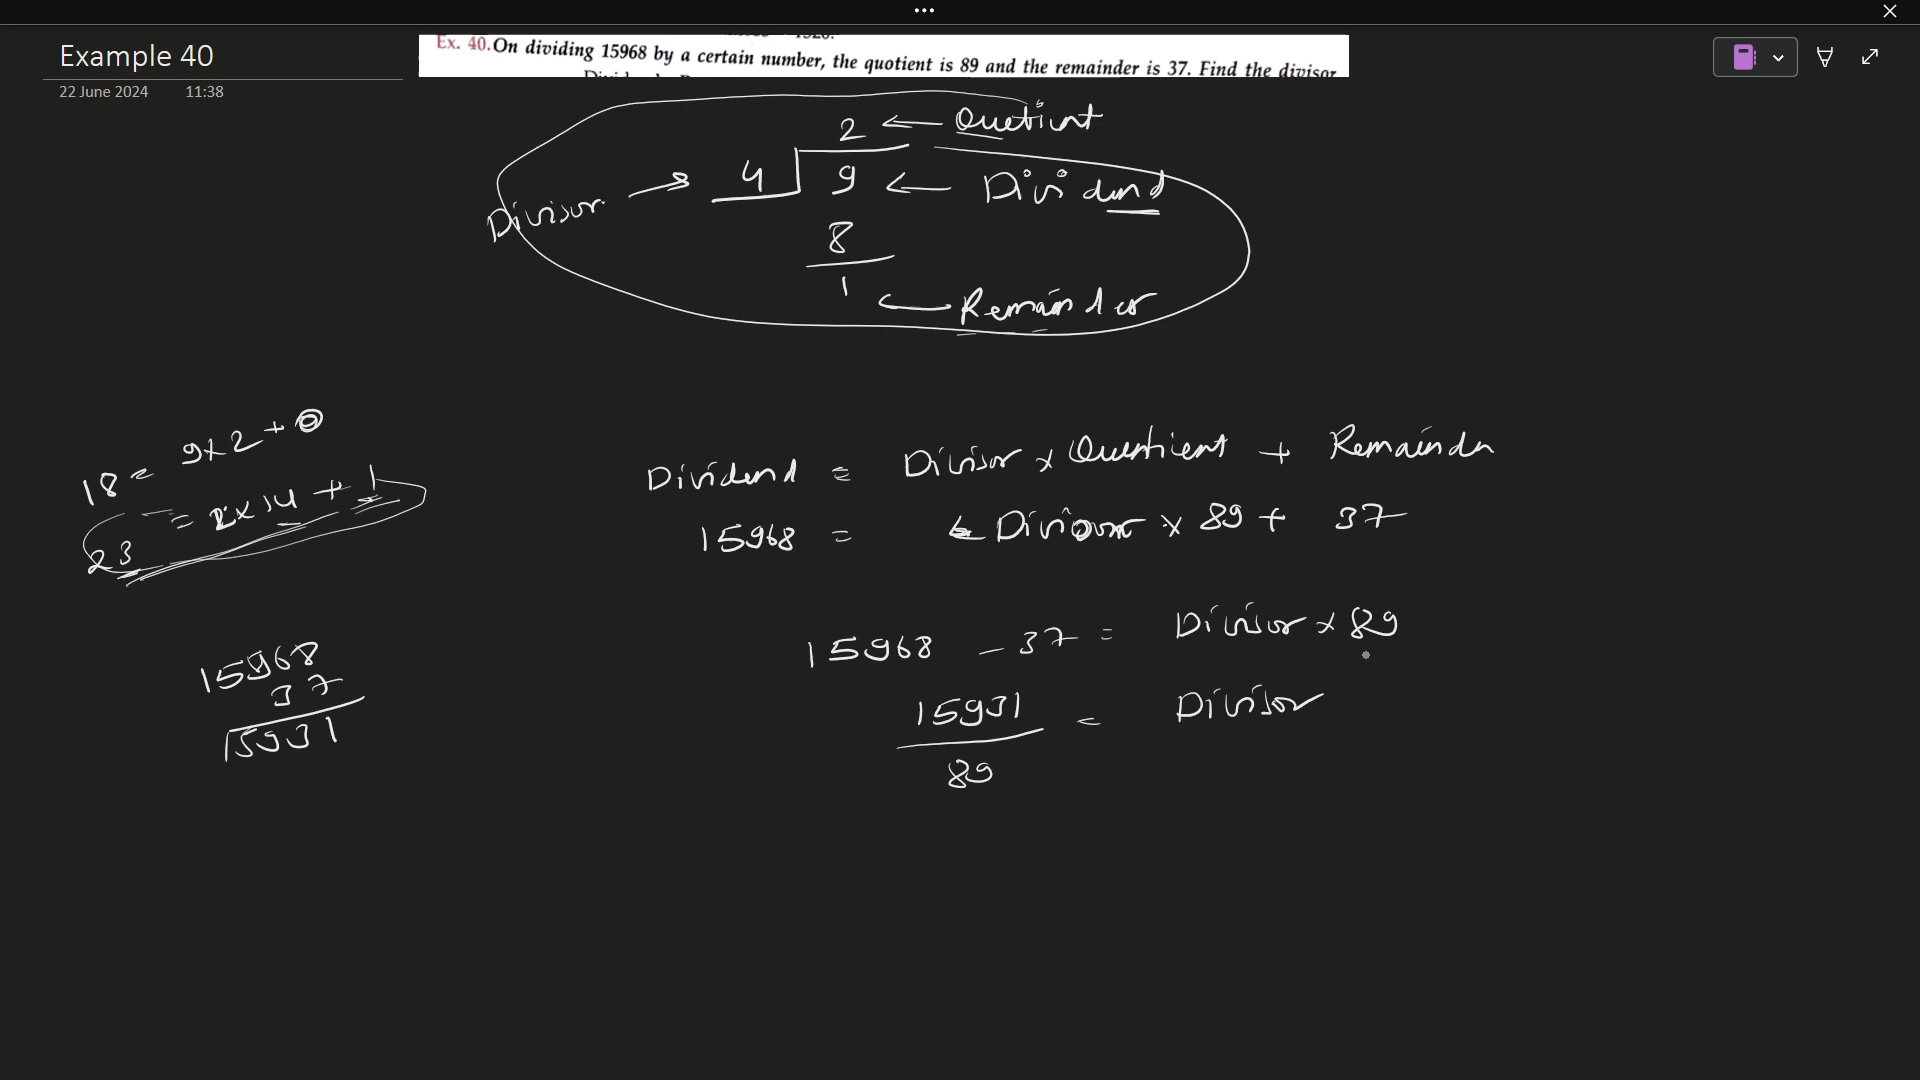 Example 40
22 June 2024 11:38
Ex. 40. On dividing 15968 by a certain number, the quotient is 89 and the remainder is 37. Find the divisor
2 ← Quotient
Divisor → 4 9 ← Dividend
8
1 ← Remainder
18 = 9 × 2 + 0
23
15968
37
15931
Dividend = Divisor × Quotient + Remainder
15968 = Divisor × 89 + 37
15968 - 37 = Divisor × 89
15931 = Divisor
89